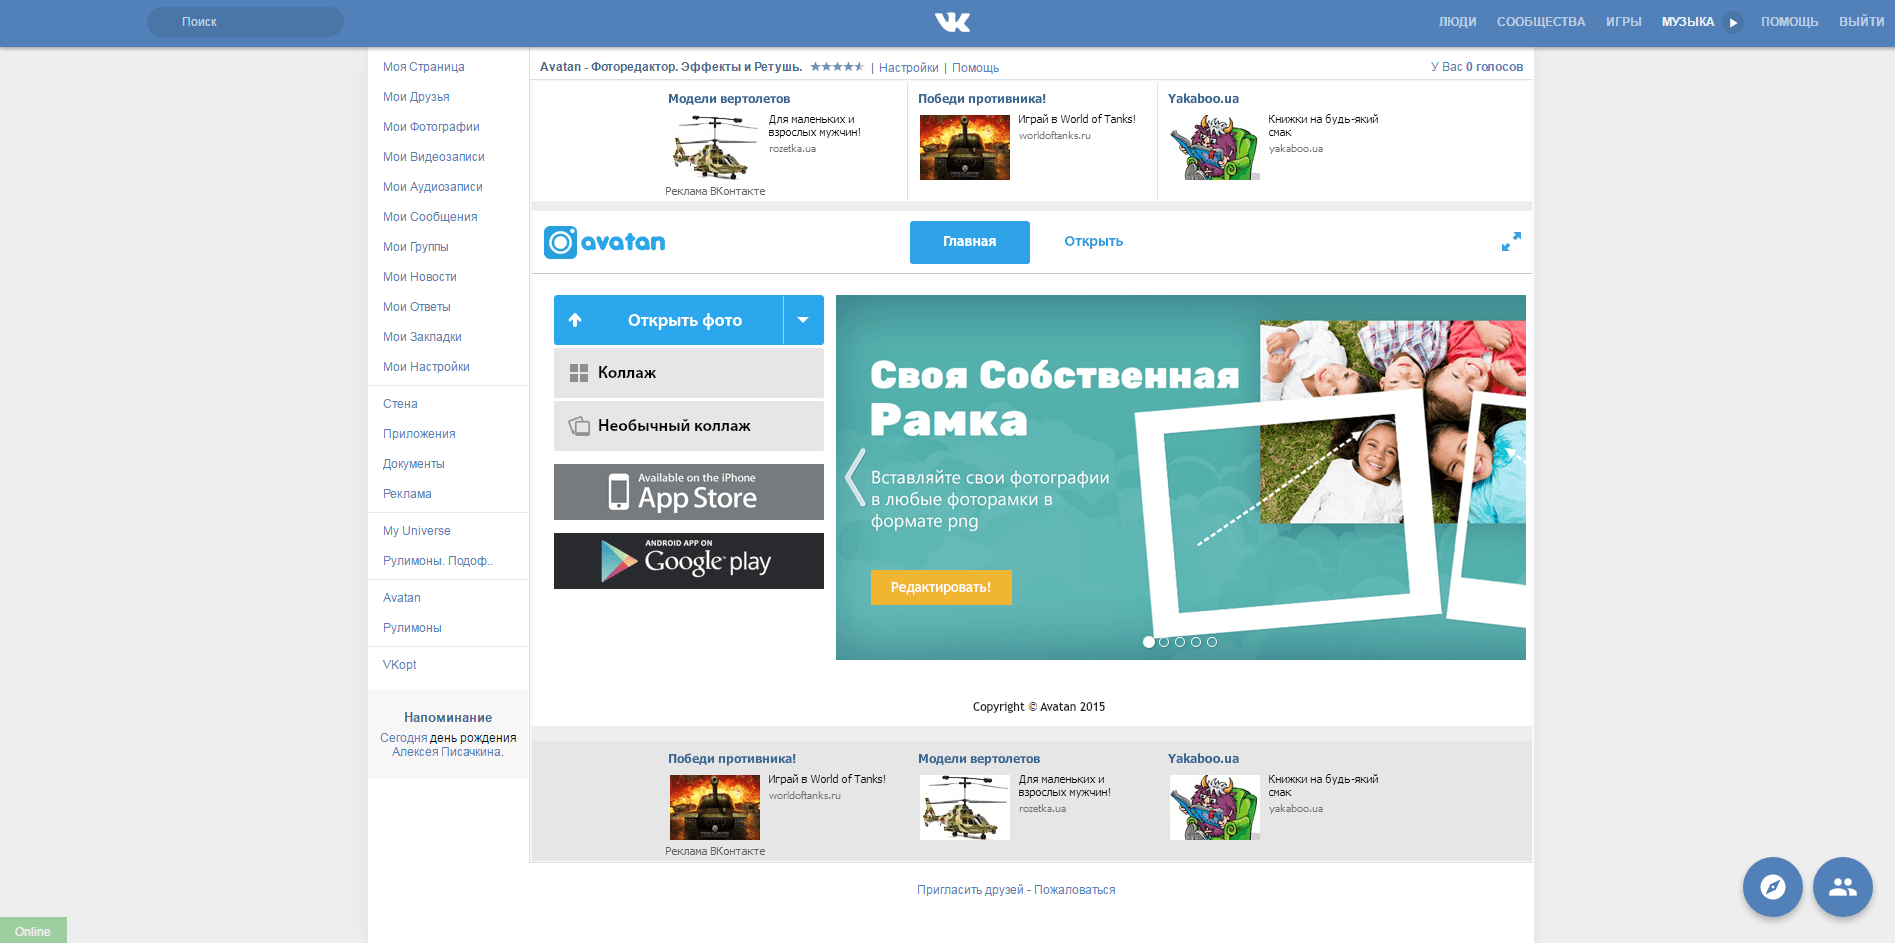 Поиск
ЛЮДИ СООБЩЕСТВА ИГРЫ МУЗЫКА ПОМОЩЬ ВЫЙТИ
Моя Страница
Мои Друзья
Мои Фотографии
Мои Видеозаписи
Мои Аудиозаписи
Мои Сообщения
Мои Группы
Мои Новости
Мои Ответы
Мои Закладки
Мои Настройки
Стена
Приложения
Документы
Реклама
My Universe
Рулимоны. Подоф..
Avatan
Рулимоны
VKopt
Напоминание
Сегодня день рождения
Алексея Писачкина.
Avatan - Фоторедактор. Эффекты и Ретушь. | Настройки | Помощь
У Вас 0 голосов
Модели вертолетов
Для маленьких и
взрослых мужчин!
rozetka.ua
Реклама ВКонтакте
Победи противника!
Играй в World of Tanks!
worldoftanks.ru
Yakaboo.ua
Книжки на будь-який
смак
yakaboo.ua
avatan
Главная
Открыть
Открыть фото
Коллаж
Необычный коллаж
Available on the iPhone
App Store
ANDROID APP ON
Google play
Своя Собственная
Рамка
Вставляйте свои фотографии
в любые фоторамки в
формате png
Редактировать!
Copyright © Avatan 2015
Победи противника!
Играй в World of Tanks!
worldoftanks.ru
Реклама ВКонтакте
Модели вертолетов
Для маленьких и
взрослых мужчин!
rozetka.ua
Yakaboo.ua
Книжки на будь-який
смак
yakaboo.ua
Пригласить друзей - Пожаловаться
Online